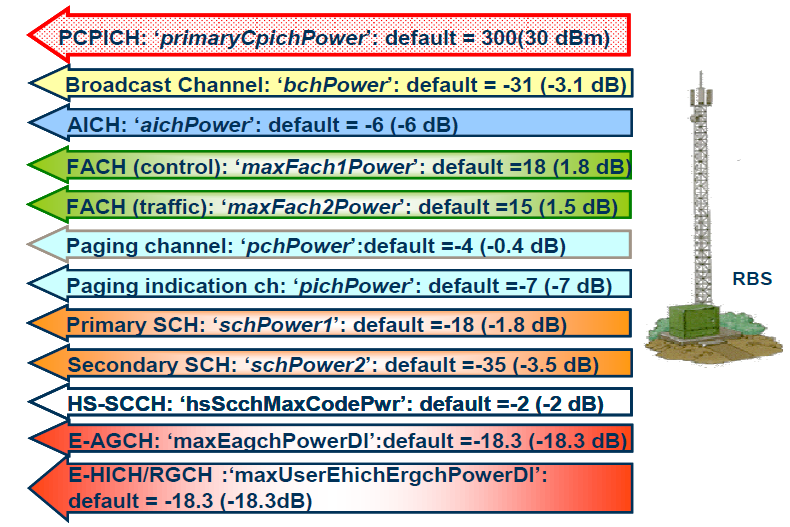 PCPICH: ‘primaryCpichPower’: default = 300(30 dBm)
Broadcast Channel: ‘bchPower’: default = -31 (-3.1 dB)
AICH: ‘aichPower’: default = -6 (-6 dB)
FACH (control): ‘maxFach1Power’: default =18 (1.8 dB)
FACH (traffic): ‘maxFach2Power’: default =15 (1.5 dB)
Paging channel: ‘pchPower’:default =-4 (-0.4 dB)
Paging indication ch: ‘pichPower’: default =-7 (-7 dB)
RBS
Primary SCH: ‘schPower1’: default =-18 (-1.8 dB)
Secondary SCH: ‘schPower2’: default =-35 (-3.5 dB)
HS-SCCH: ‘hsScchMaxCodePwr’: default =-2 (-2 dB)
E-AGCH: ‘maxEagchPowerDl’:default =-18.3 (-18.3 dB)
E-HICH/RGCH :‘maxUserEhichErgchPowerDl’:
default = -18.3 (-18.3dB)